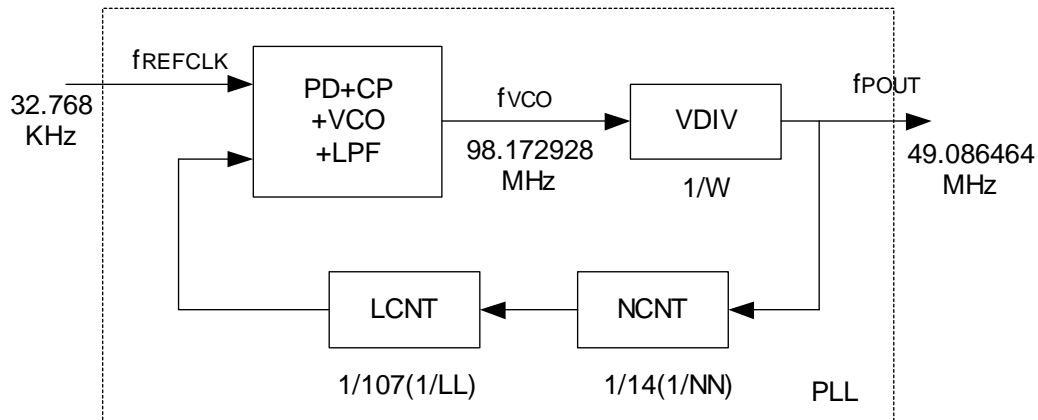 fREFCLK
32.768
KHz
PD+CP
+VCO
+LPF
fVCO
98.172928
MHz
VDIV
1/W
fPOUT
49.086464
MHz
LCNT
1/107(1/LL)
NCNT
1/14(1/NN)
PLL